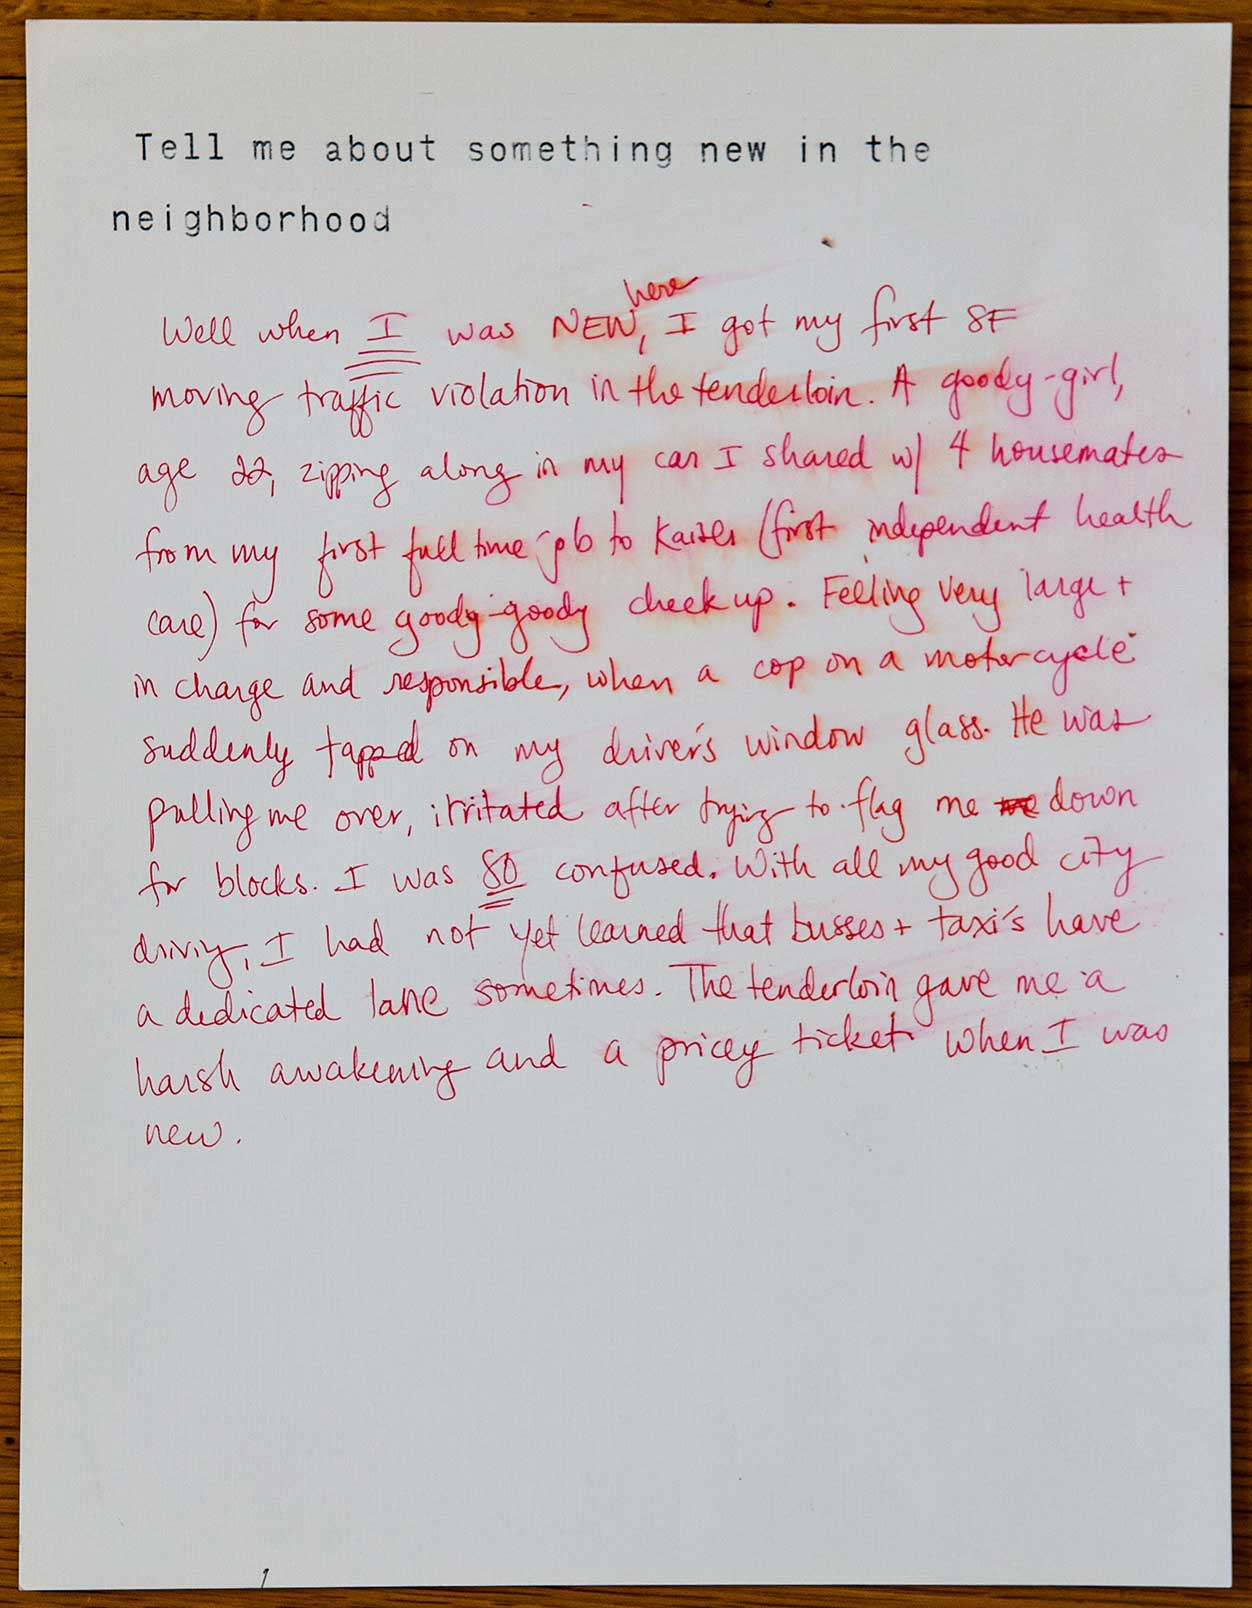 Tell me about something new in the
neighborhood
here
Well when I was NEW, I got my first SF
moving traffic violation in the tenderloin. A goody-girl,
age 22, zipping along in my car I shared w/ 4 housemates
from my first full time job to Kaiser (first independent health
care) for some goody-goody check up. Feeling very large +
in charge and responsible, when a cop on a motorcycle
suddenly tapped on my driver's window glass. He was
pulling me over, irritated after trying to flag me me down
for blocks. I was SO confused. With all my good city
driving, I had not yet learned that busses + taxi's have
a dedicated lane sometimes. The tenderloin gave me a
harsh awakening and a pricey ticket when I was
new.